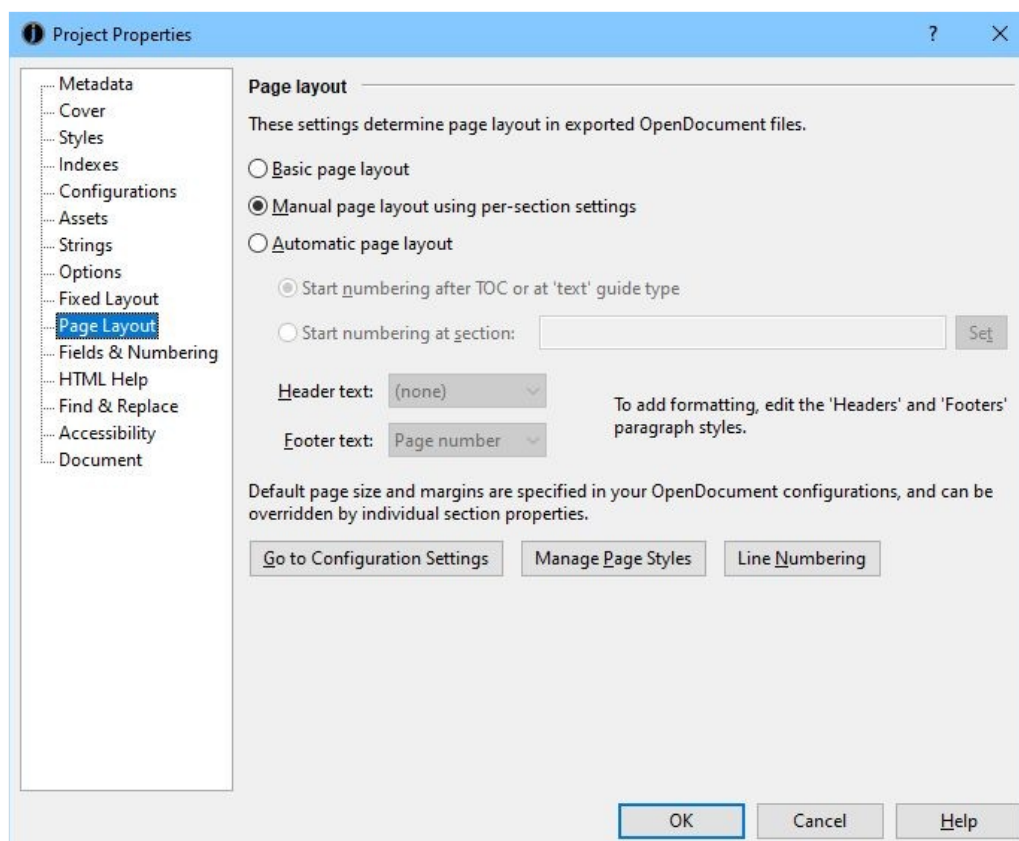 Project Properties
?
Metadata
Cover
Styles
Indexes
Configurations
Assets
Strings
Options
Fixed Layout
Page Layout
Fields & Numbering
HTML Help
Find & Replace
Accessibility
Document
Page layout
These settings determine page layout in exported OpenDocument files.
Basic page layout
Manual page layout using per-section settings
Automatic page layout
Start numbering after TOC or at 'text' guide type
Start numbering at section:
Set
Header text:
(none)
Footer text:
Page number
To add formatting, edit the 'Headers' and 'Footers'
paragraph styles.
Default page size and margins are specified in your OpenDocument configurations, and can be
overridden by individual section properties.
Go to Configuration Settings
Manage Page Styles
Line Numbering
OK
Cancel
Help